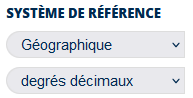 SYSTÈME DE RÉFÉRENCE
Géographique
degrés décimaux